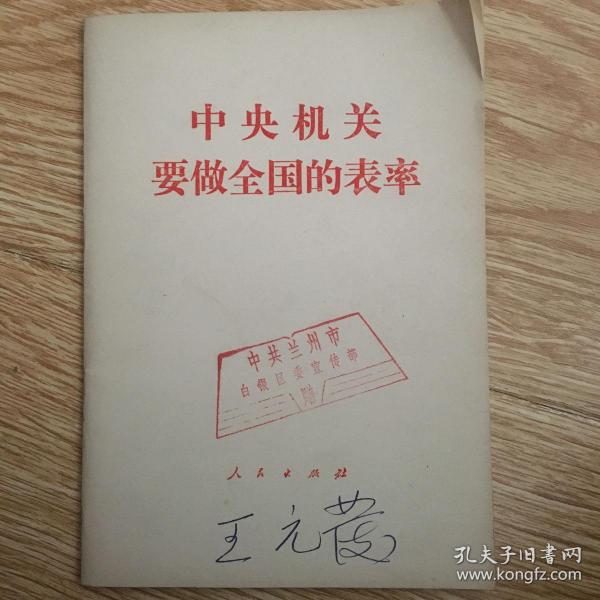 中央机关
要做全国的表率
中共兰州市
白银区委宣传部
赠
人民出版社
王元
孔夫子旧书网
www.kongfz.com